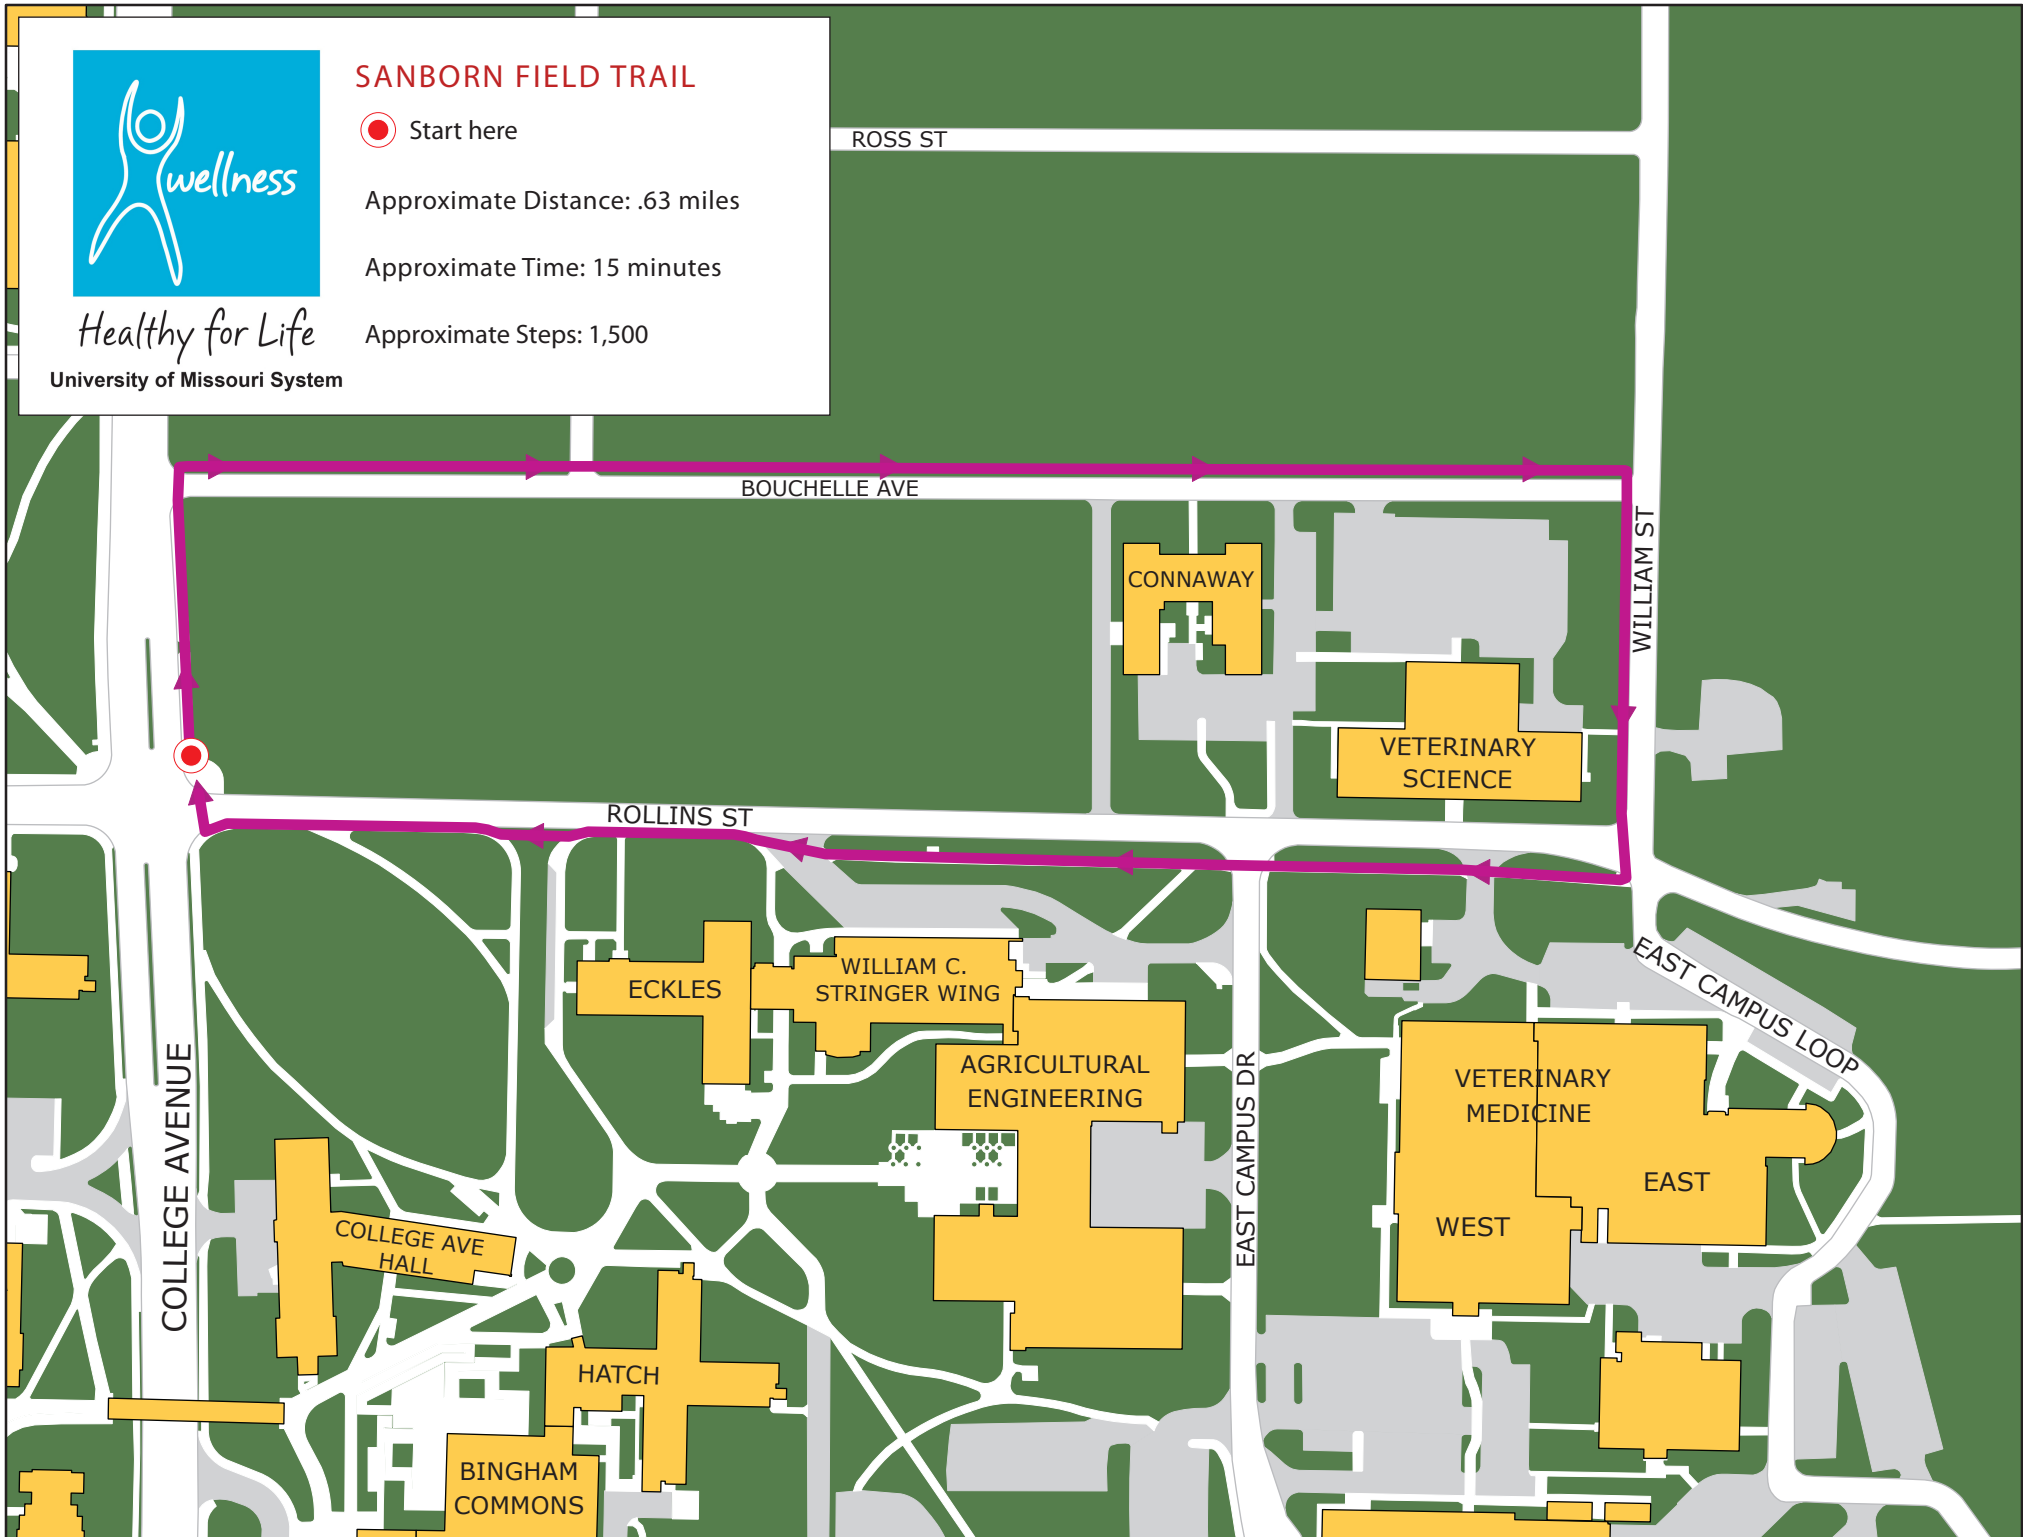 SANBORN FIELD TRAIL
Start here
Approximate Distance: .63 miles
Approximate Time: 15 minutes
Approximate Steps: 1,500
wellness
Healthy for Life
University of Missouri System
ROSS ST
BOUCHELLE AVE
WILLIAM ST
CONNAWAY
VETERINARY
SCIENCE
ROLLINS ST
ECKLES
WILLIAM C.
STRINGER WING
AGRICULTURAL
ENGINEERING
EAST CAMPUS LOOP
EAST CAMPUS DR
VETERINARY
MEDICINE
EAST
WEST
COLLEGE AVENUE
COLLEGE AVE
HALL
HATCH
BINGHAM
COMMONS